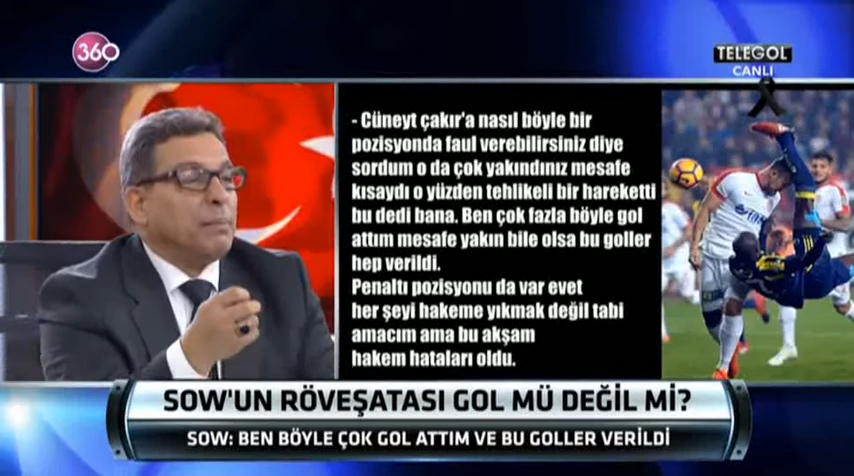 360
TELEGOL
CANLI
- Cüneyt çakır'a nasıl böyle bir
pozisyonda faul verebilirsiniz diye
sordum o da çok yakındınız mesafe
kısaydı o yüzden tehlikeli bir hareketti
bu dedi bana. Ben çok fazla böyle gol
attım mesafe yakın bile olsa bu goller
hep verildi.
Penaltı pozisyonu da var evet
her şeyi hakeme yıkmak değil tabi
amacım ama bu akşam
hakem hataları oldu.
SOW'UN RÖVEŞATASI GOL MÜ DEĞİL Mİ?
SOW: BEN BÖYLE ÇOK GOL ATTIM VE BU GOLLER VERİLDİ